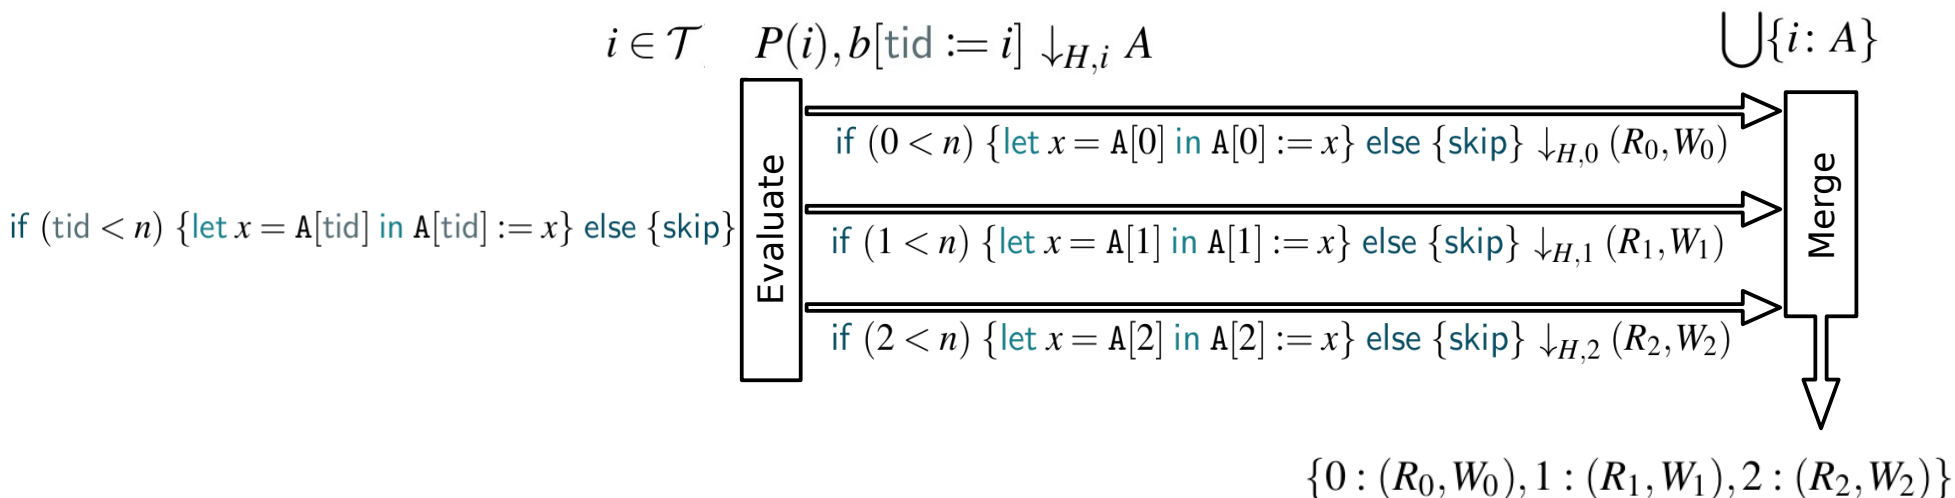 i ∈ 𝒯 P(i), b[tid := i] ↓H,i A
⋃{i: A}
if (0 < n) {let x = A[0] in A[0] := x} else {skip} ↓H,0 (R0, W0)
Evaluate
Merge
if (tid < n) {let x = A[tid] in A[tid] := x} else {skip}
if (1 < n) {let x = A[1] in A[1] := x} else {skip} ↓H,1 (R1, W1)
if (2 < n) {let x = A[2] in A[2] := x} else {skip} ↓H,2 (R2, W2)
{0 : (R0, W0), 1 : (R1, W1), 2 : (R2, W2)}